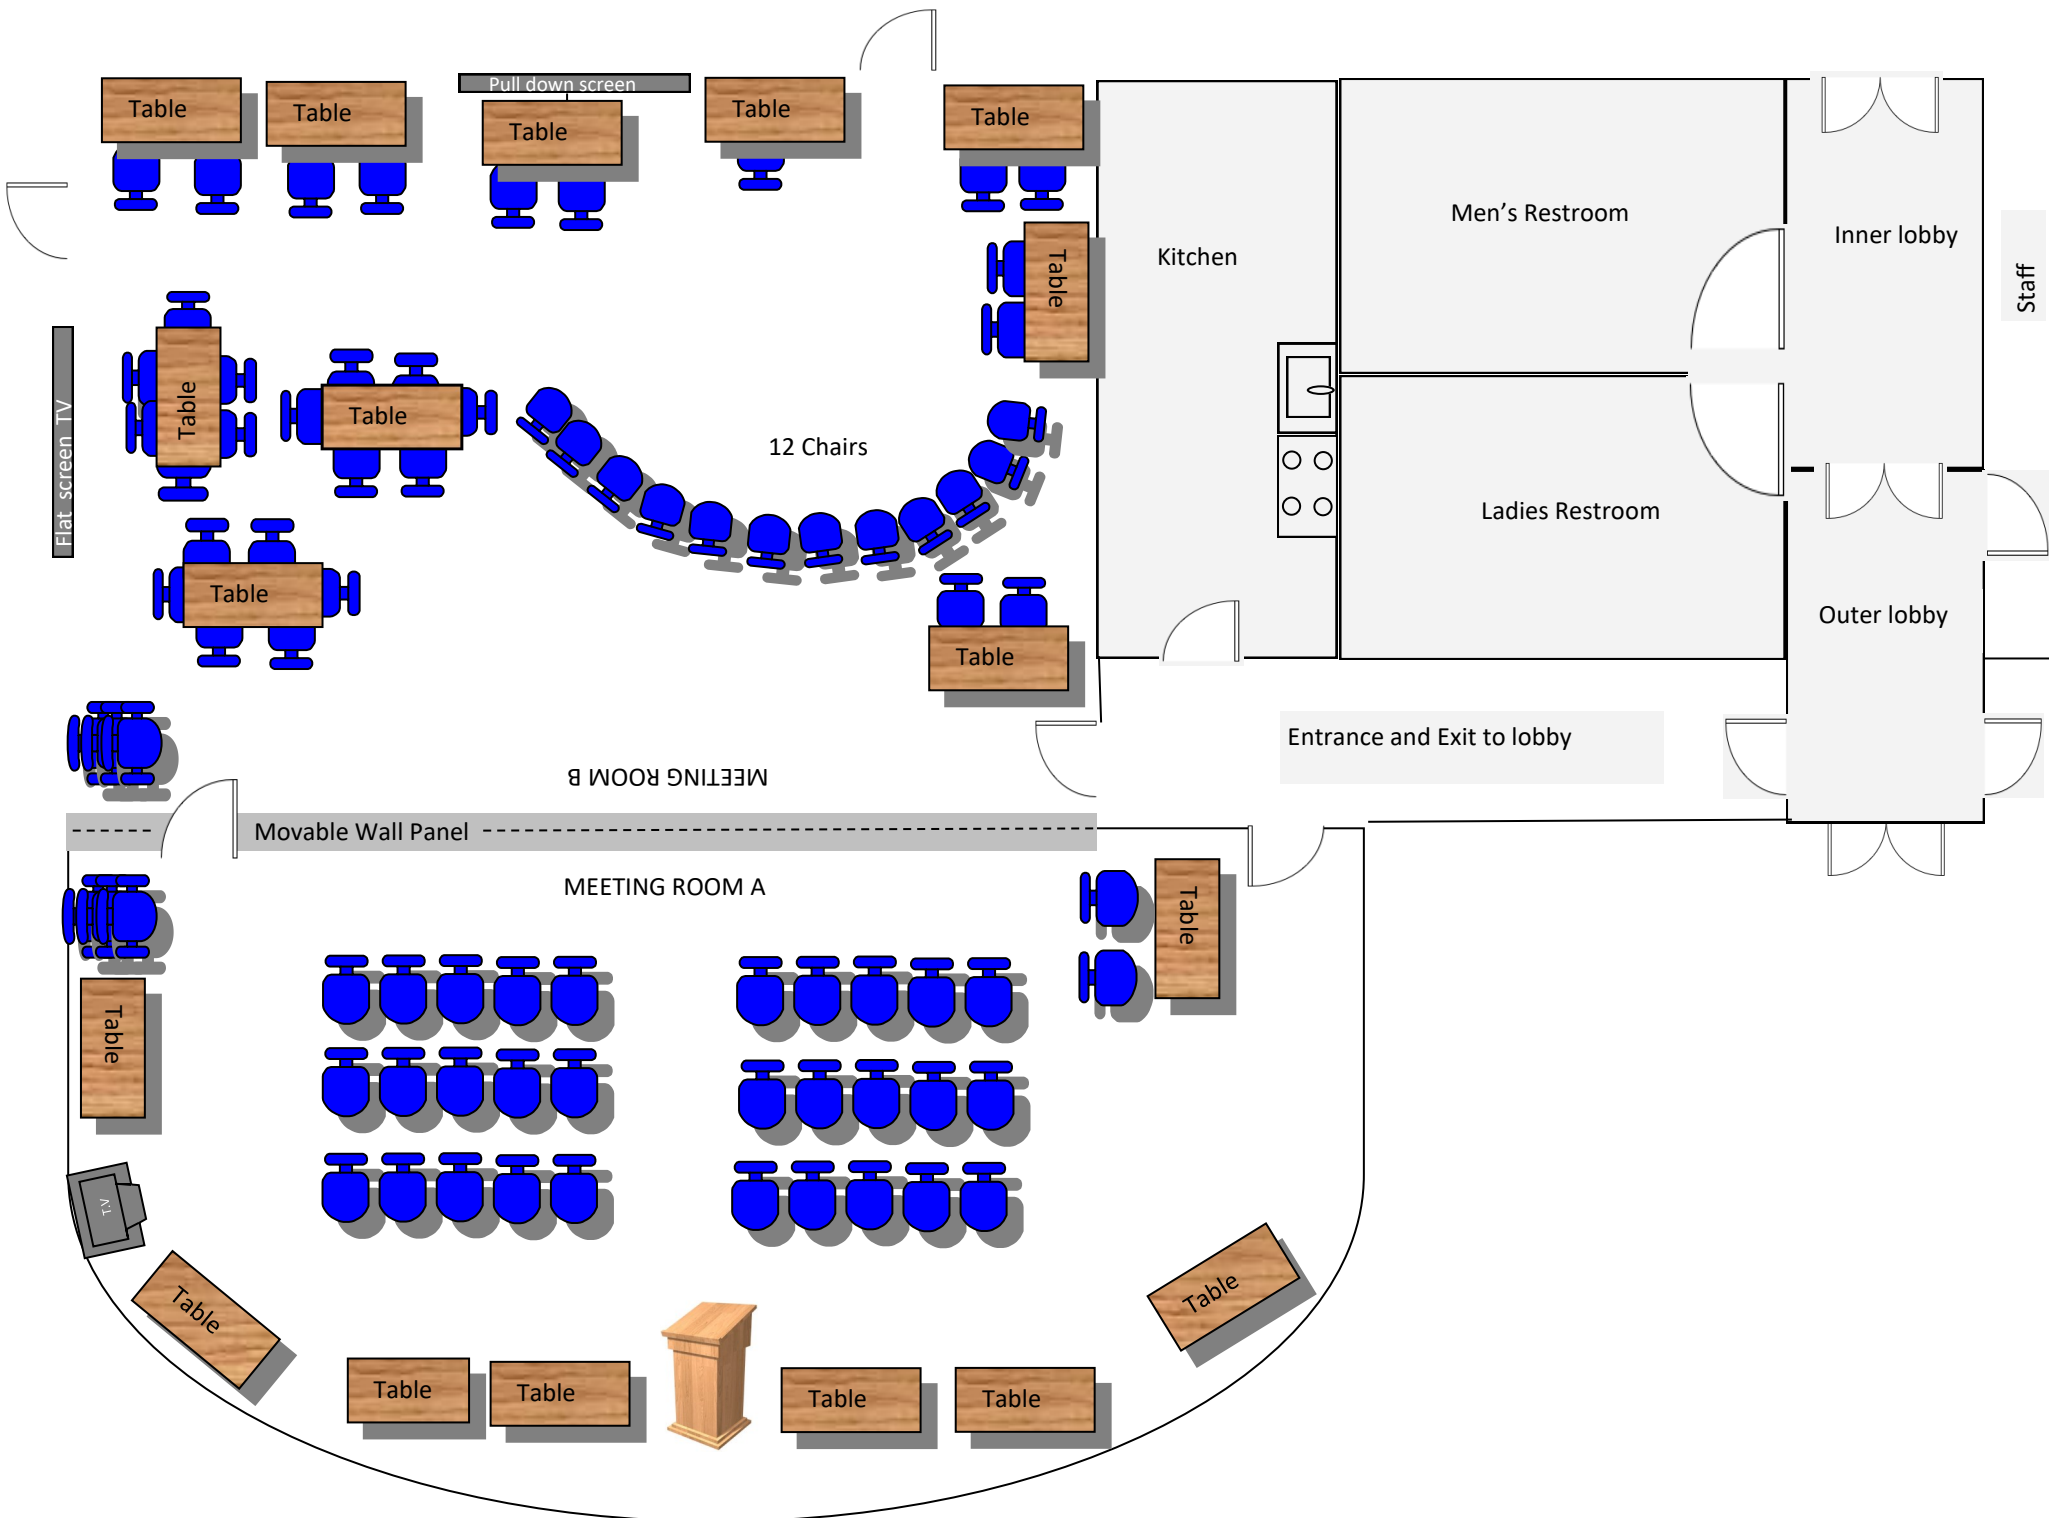 Pull down screen
Table
Table
Table
Table
Table
Men's Restroom
Inner lobby
Staff
Kitchen
Table
Flat screen TV
Table
Table
12 Chairs
Ladies Restroom
Table
Outer lobby
Table
Entrance and Exit to lobby
MEETING ROOM B
Movable Wall Panel
MEETING ROOM A
Table
Table
T.V
Table
Table
Table
Table
Table
Table